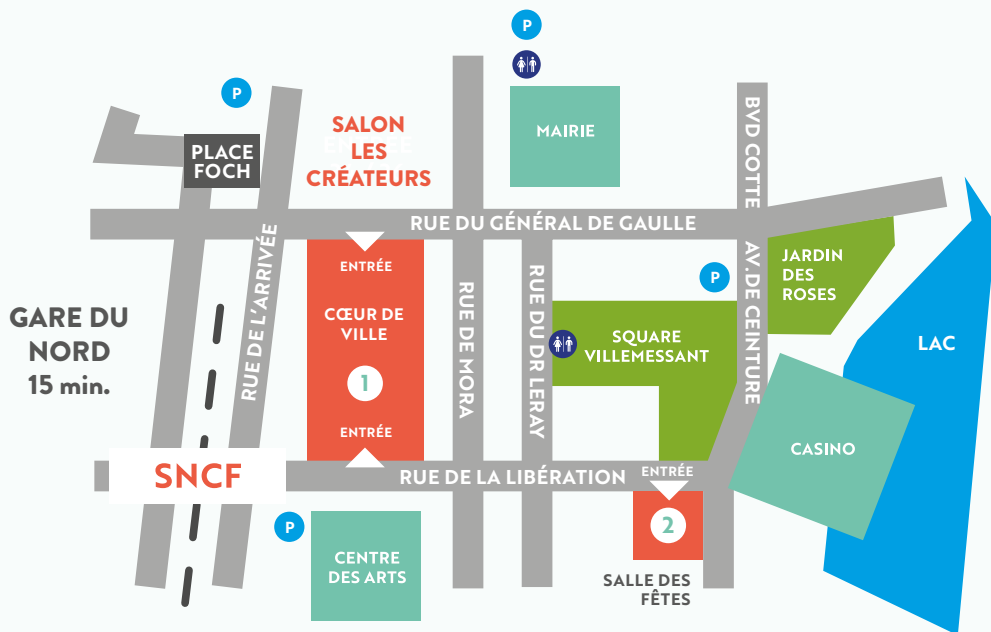 P
P
SALON
LES
CRÉATEURS
MAIRIE
BVD COTTE
PLACE
FOCH
RUE DU GÉNÉRAL DE GAULLE
ENTRÉE
CŒUR DE
VILLE
1
ENTRÉE
RUE DE L'ARRIVÉE
RUE DE MORA
RUE DU DR LERAY
P
AV.DE CEINTURE
JARDIN
DES
ROSES
SQUARE
VILLEMESSANT
LAC
GARE DU
NORD
15 min.
CASINO
SNCF
RUE DE LA LIBÉRATION
ENTRÉE
2
P
CENTRE
DES ARTS
SALLE DES
FÊTES